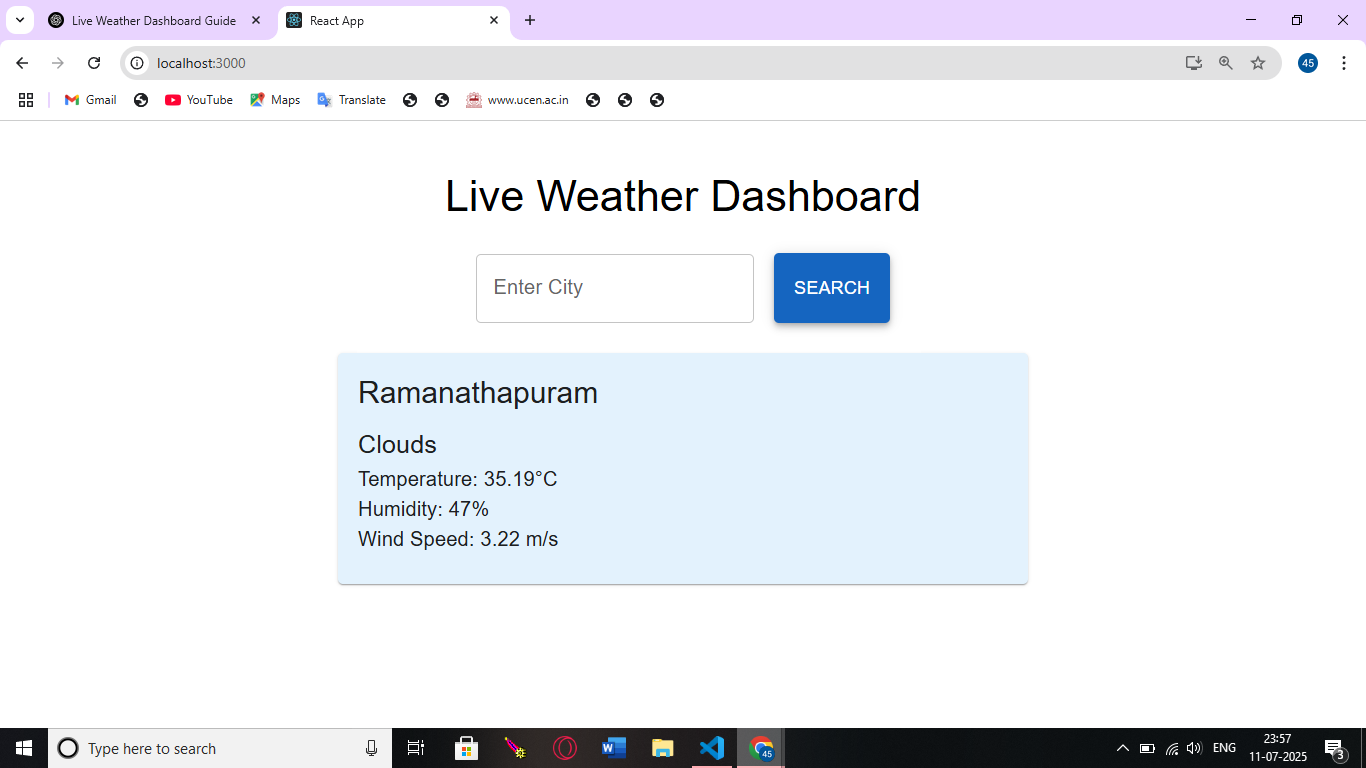 Live Weather Dashboard Guide
React App
localhost:3000
45
Gmail
YouTube
Maps
Translate
www.ucen.ac.in
Live Weather Dashboard
Enter City
SEARCH
Ramanathapuram
Clouds
Temperature: 35.19°C
Humidity: 47%
Wind Speed: 3.22 m/s
Type here to search
W
45
ENG
23:57
11-07-2025
3